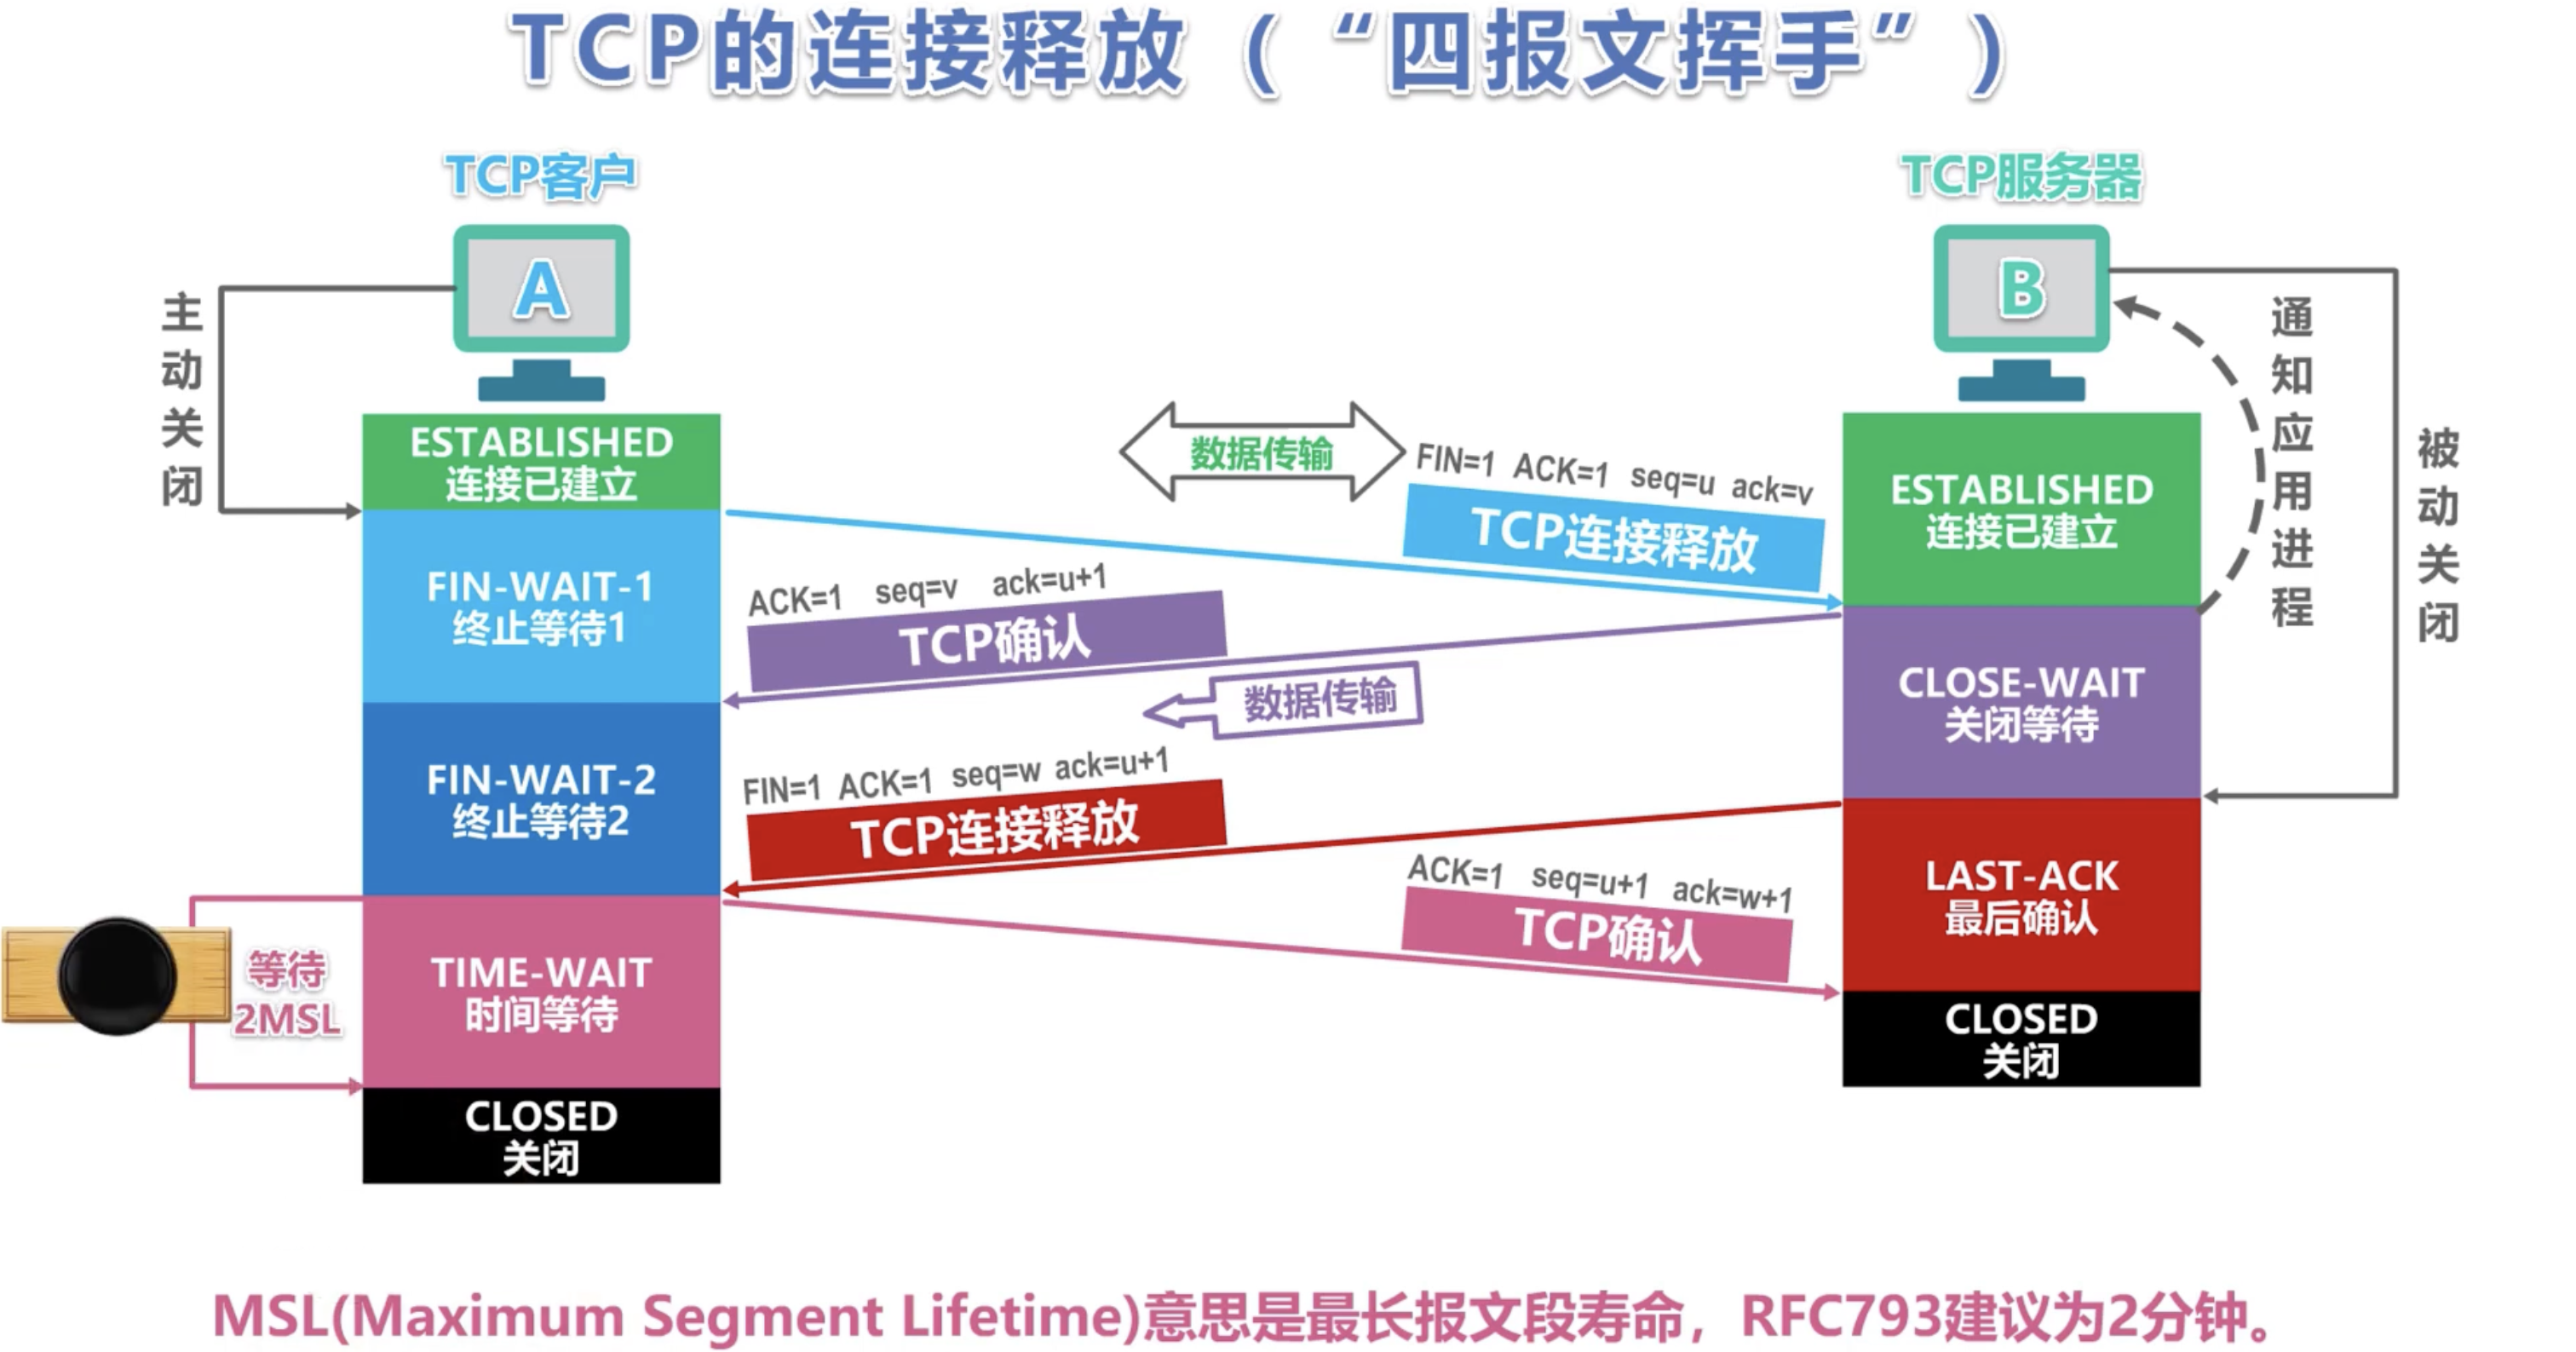 TCP的连接释放（“四报文挥手”）
TCP客户
TCP服务器
A
B
主动关闭
通知应用进程
被动关闭
ESTABLISHED
连接已建立
数据传输
FIN=1 ACK=1 seq=u ack=v
TCP连接释放
ESTABLISHED
连接已建立
FIN-WAIT-1
终止等待1
ACK=1 seq=v ack=u+1
TCP确认
数据传输
CLOSE-WAIT
关闭等待
FIN-WAIT-2
终止等待2
FIN=1 ACK=1 seq=w ack=u+1
TCP连接释放
ACK=1 seq=u+1 ack=w+1
TCP确认
LAST-ACK
最后确认
等待
2MSL
TIME-WAIT
时间等待
CLOSED
关闭
CLOSED
关闭
MSL(Maximum Segment Lifetime)意思是最长报文段寿命，RFC793建议为2分钟。